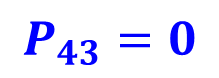 P₄₃ = 0